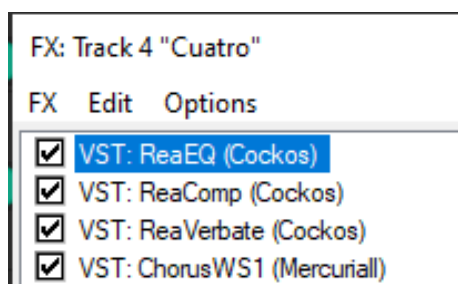 FX: Track 4 "Cuatro"
FX Edit Options
VST: ReaEQ (Cockos)
VST: ReaComp (Cockos)
VST: ReaVerbate (Cockos)
VST: ChorusWS1 (Mercuriall)